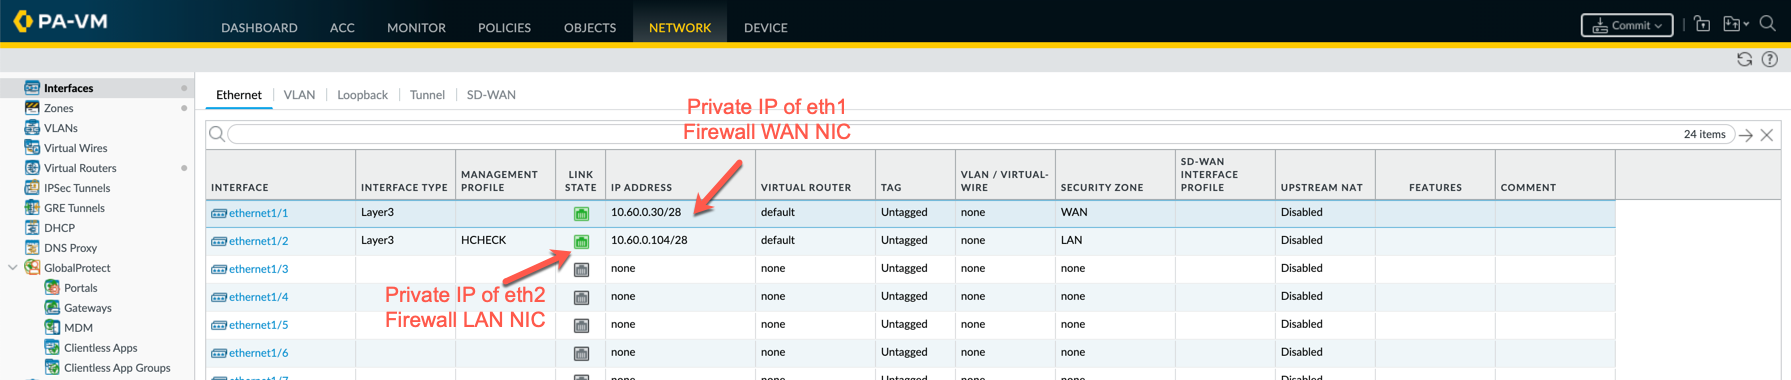 PA-VM
DASHBOARD ACC MONITOR POLICIES OBJECTS NETWORK DEVICE
Commit
Interfaces
Zones
VLANs
Virtual Wires
Virtual Routers
IPSec Tunnels
GRE Tunnels
DHCP
DNS Proxy
GlobalProtect
Portals
Gateways
MDM
Clientless Apps
Clientless App Groups
Ethernet VLAN Loopback Tunnel SD-WAN
Private IP of eth1
Firewall WAN NIC
24 items
INTERFACE INTERFACE TYPE MANAGEMENT PROFILE LINK STATE IP ADDRESS VIRTUAL ROUTER TAG VLAN / VIRTUAL-WIRE SECURITY ZONE SD-WAN INTERFACE PROFILE UPSTREAM NAT FEATURES COMMENT
ethernet1/1 Layer3 10.60.0.30/28 default Untagged none WAN Disabled
ethernet1/2 Layer3 HCHECK 10.60.0.104/28 default Untagged none LAN Disabled
ethernet1/3 none none Untagged none none Disabled
Private IP of eth2
Firewall LAN NIC
ethernet1/4 none none Untagged none none Disabled
ethernet1/5 none none Untagged none none Disabled
ethernet1/6 none none Untagged none none Disabled